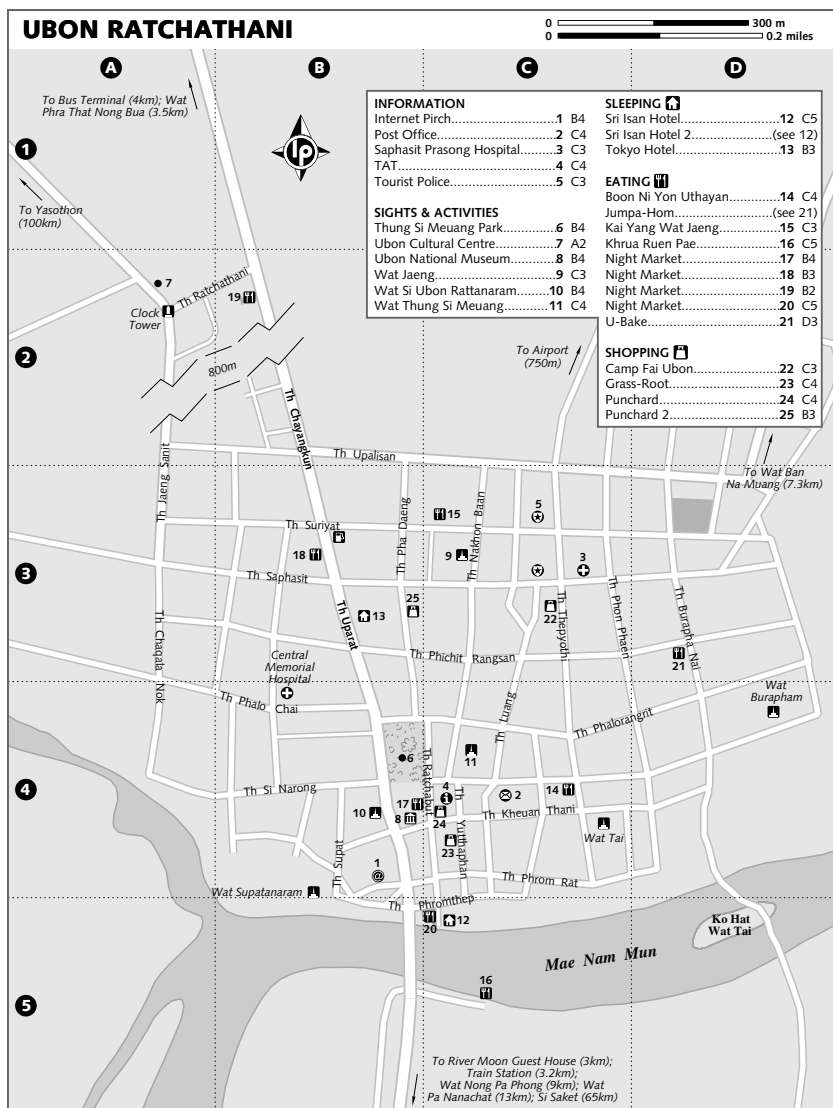 UBON RATCHATHANI
0 300 m
0 0.2 miles
A
B
C
D
1
2
3
4
5
To Bus Terminal (4km); Wat
Phra That Nong Bua (3.5km)
lp
To Yasothon
(100km)
INFORMATION
Internet Pirch...........................1 B4
Post Office...............................2 C4
Saphasit Prasong Hospital.........3 C3
TAT.........................................4 C4
Tourist Police...........................5 C3
SIGHTS & ACTIVITIES
Thung Si Meuang Park.............6 B4
Ubon Cultural Centre...............7 A2
Ubon National Museum...........8 B4
Wat Jaeng................................9 C3
Wat Si Ubon Rattanaram........10 B4
Wat Thung Si Meuang............11 C4
SLEEPING
Sri Isan Hotel.........................12 C5
Sri Isan Hotel 2....................(see 12)
Tokyo Hotel..........................13 B3
EATING
Boon Ni Yon Uthayan............14 C4
Jumpa-Hom.........................(see 21)
Kai Yang Wat Jaeng...............15 C3
Khrua Ruen Pae....................16 C5
Night Market.........................17 B4
Night Market.........................18 B3
Night Market.........................19 B2
Night Market.........................20 C5
U-Bake..................................21 D3
SHOPPING
Camp Fai Ubon......................22 C3
Grass-Root............................23 C4
Punchard...............................24 C4
Punchard 2............................25 B3
7
Th Ratchathani
19
Clock
Tower
800m
To Airport
(750m)
Th Chayangkun
Th Upalisan
To Wat Ban
Na Muang (7.3km)
Th Jaeng Sanit
Th Suriyat
Th Pha Daeng
15
Th Nakhon Baan
5
18
9
3
Th Saphasit
25
13
22
Th Uparat
Th Thepyothi
Th Phon Phaen
Th Burapha Nai
21
Th Chaqala Nok
Th Phichit Rangsan
Central
Memorial
Hospital
Th Phalo Chai
Th Luang
Th Phalorangrit
Wat
Burapham
6
11
Th Ratchabut
Th Si Narong
4
2
14
10
17
8
24
Th Yutthaphan
Th Kheuan Thani
23
Wat Tai
Th Supat
1
@
Th Phrom Rat
Wat Supatanaram
Th Phromthep
20
12
Ko Hat
Wat Tai
Mae Nam Mun
16
To River Moon Guest House (3km);
Train Station (3.2km);
Wat Nong Pa Phong (9km); Wat
Pa Nanachat (13km); Si Saket (65km)